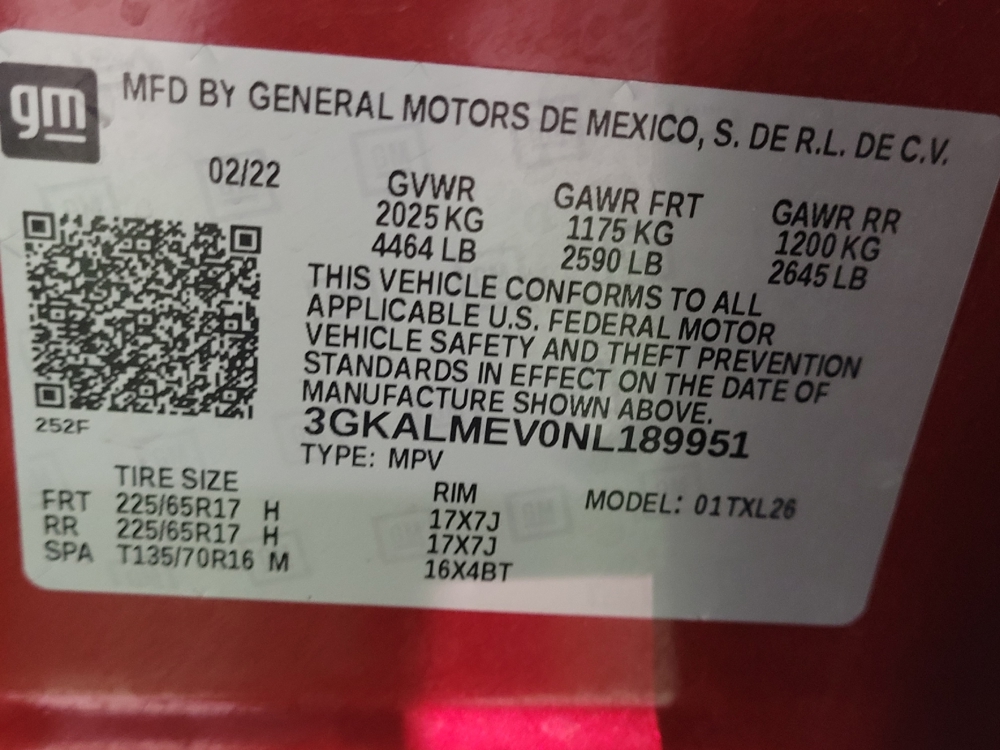 gm
MFD BY GENERAL MOTORS DE MEXICO, S. DE R.L. DE C.V.
02/22
GVWR GAWR FRT GAWR RR
2025 KG 1175 KG 1200 KG
4464 LB 2590 LB 2645 LB
THIS VEHICLE CONFORMS TO ALL
APPLICABLE U.S. FEDERAL MOTOR
VEHICLE SAFETY AND THEFT PREVENTION
STANDARDS IN EFFECT ON THE DATE OF
MANUFACTURE SHOWN ABOVE.
252F
3GKALMEV0NL189951
TYPE: MPV
TIRE SIZE RIM MODEL: 01TXL26
FRT 225/65R17 H 17X7J
RR 225/65R17 H 17X7J
SPA T135/70R16 M 16X4BT